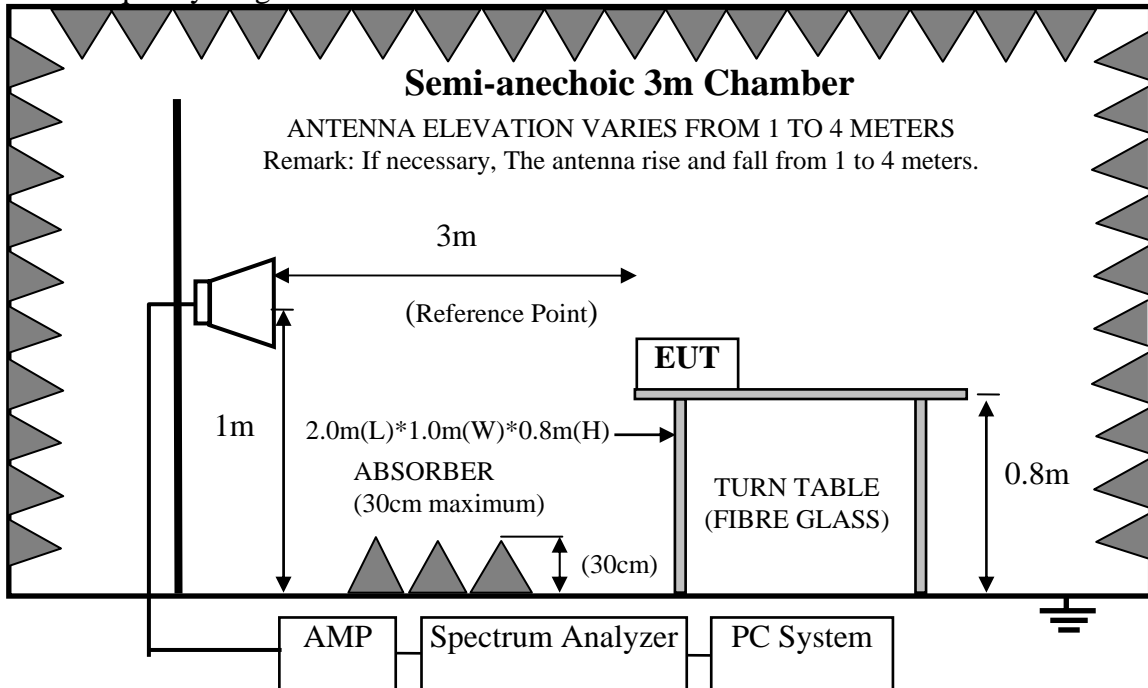 Semi-anechoic 3m Chamber
ANTENNA ELEVATION VARIES FROM 1 TO 4 METERS
Remark: If necessary, The antenna rise and fall from 1 to 4 meters.
3m
(Reference Point)
EUT
1m
2.0m(L)*1.0m(W)*0.8m(H)
ABSORBER
(30cm maximum)
TURN TABLE
(FIBRE GLASS)
0.8m
(30cm)
AMP
Spectrum Analyzer
PC System